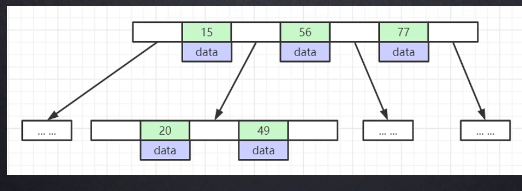 15 56 77
data data data
... ... 20 49 ... ... ... ...
data data